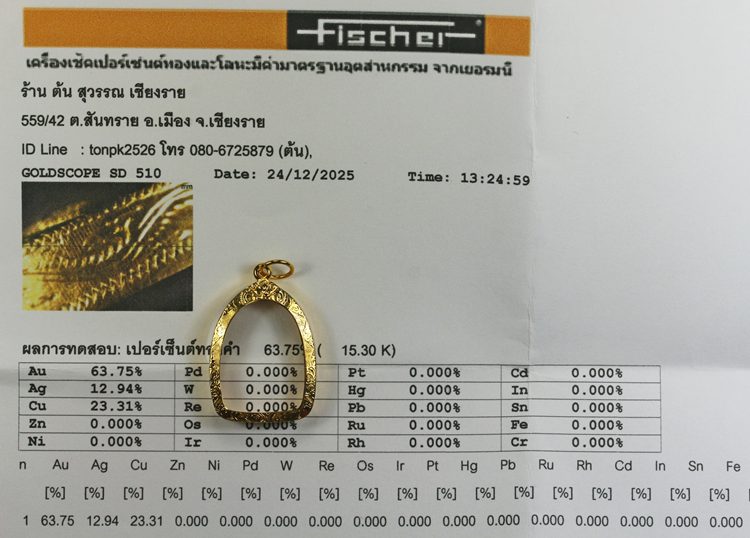 Fischer
เครื่องเช็คเปอร์เซ่นต์ทองและโลหะมีค่ามาตรฐานอุตสาหกรรม จากเยอรมนี
ร้าน ต้น สุวรรณ เชียงราย
559/42 ต.สันทราย อ.เมือง จ.เชียงราย
ID Line : tonpk2526 โทร 080-6725879 (ต้น),
GOLDSCOPE SD 510 Date: 24/12/2025 Time: 13:24:59
mm
ผลการทดสอบ: เปอร์เซ็นต์ทองคำ 63.75% ( 15.30 K)
Au 63.75% Pd 0.000% Pt 0.000% Cd 0.000%
Ag 12.94% W 0.000% Hg 0.000% In 0.000%
Cu 23.31% Re 0.000% Pb 0.000% Sn 0.000%
Zn 0.000% Os 0.000% Ru 0.000% Fe 0.000%
Ni 0.000% Ir 0.000% Rh 0.000% Cr 0.000%
n Au Ag Cu Zn Ni Pd W Re Os Ir Pt Hg Pb Ru Rh Cd In Sn Fe
[%] [%] [%] [%] [%] [%] [%] [%] [%] [%] [%] [%] [%] [%] [%] [%] [%] [%] [%]
1 63.75 12.94 23.31 0.000 0.000 0.000 0.000 0.000 0.000 0.000 0.000 0.000 0.000 0.000 0.000 0.000 0.000 0.000